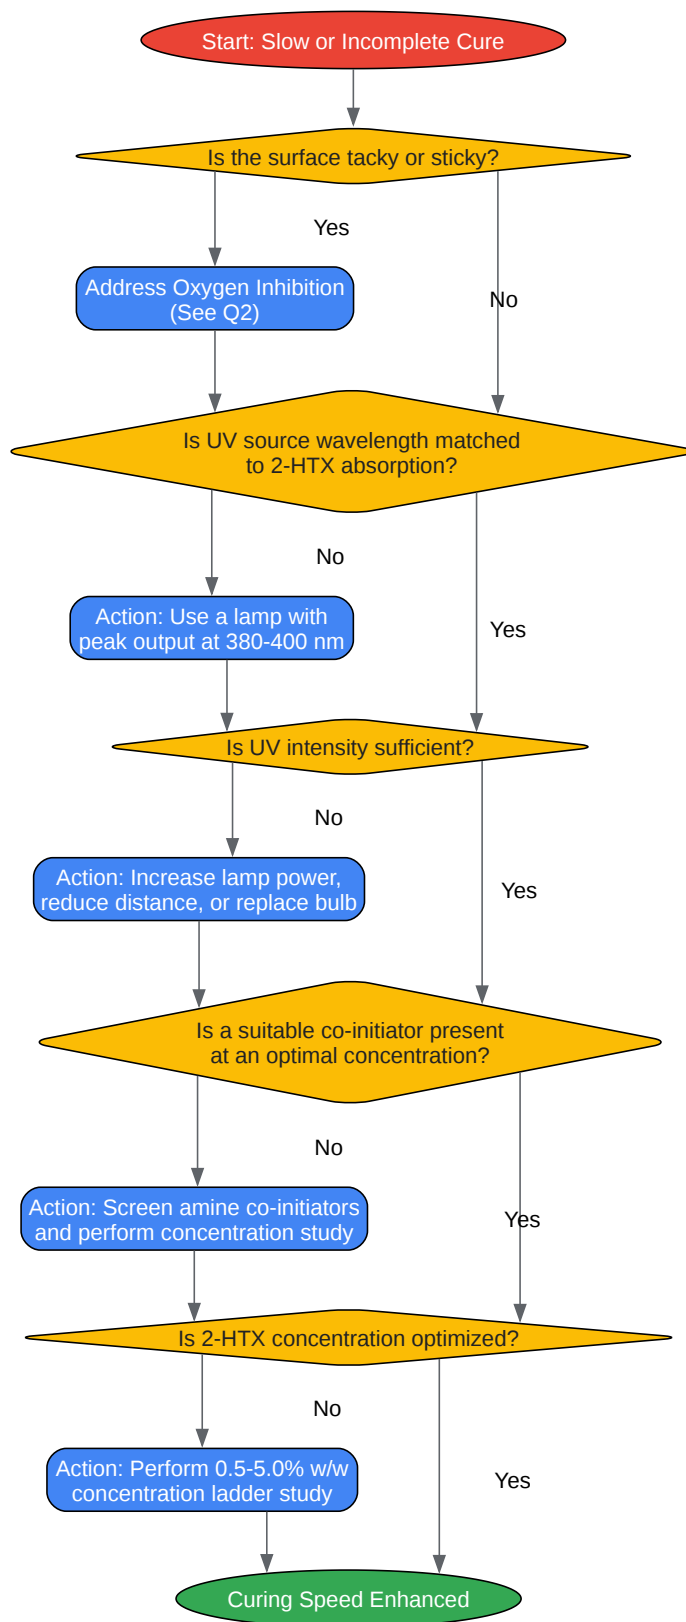 Start: Slow or Incomplete Cure
Is the surface tacky or sticky?
Yes
Address Oxygen Inhibition
(See Q2)
No
Is UV source wavelength matched
to 2-HTX absorption?
No
Action: Use a lamp with
peak output at 380-400 nm
Yes
Is UV intensity sufficient?
No
Action: Increase lamp power,
reduce distance, or replace bulb
Yes
Is a suitable co-initiator present
at an optimal concentration?
No
Action: Screen amine co-initiators
and perform concentration study
Yes
Is 2-HTX concentration optimized?
No
Action: Perform 0.5-5.0% w/w
concentration ladder study
Yes
Curing Speed Enhanced